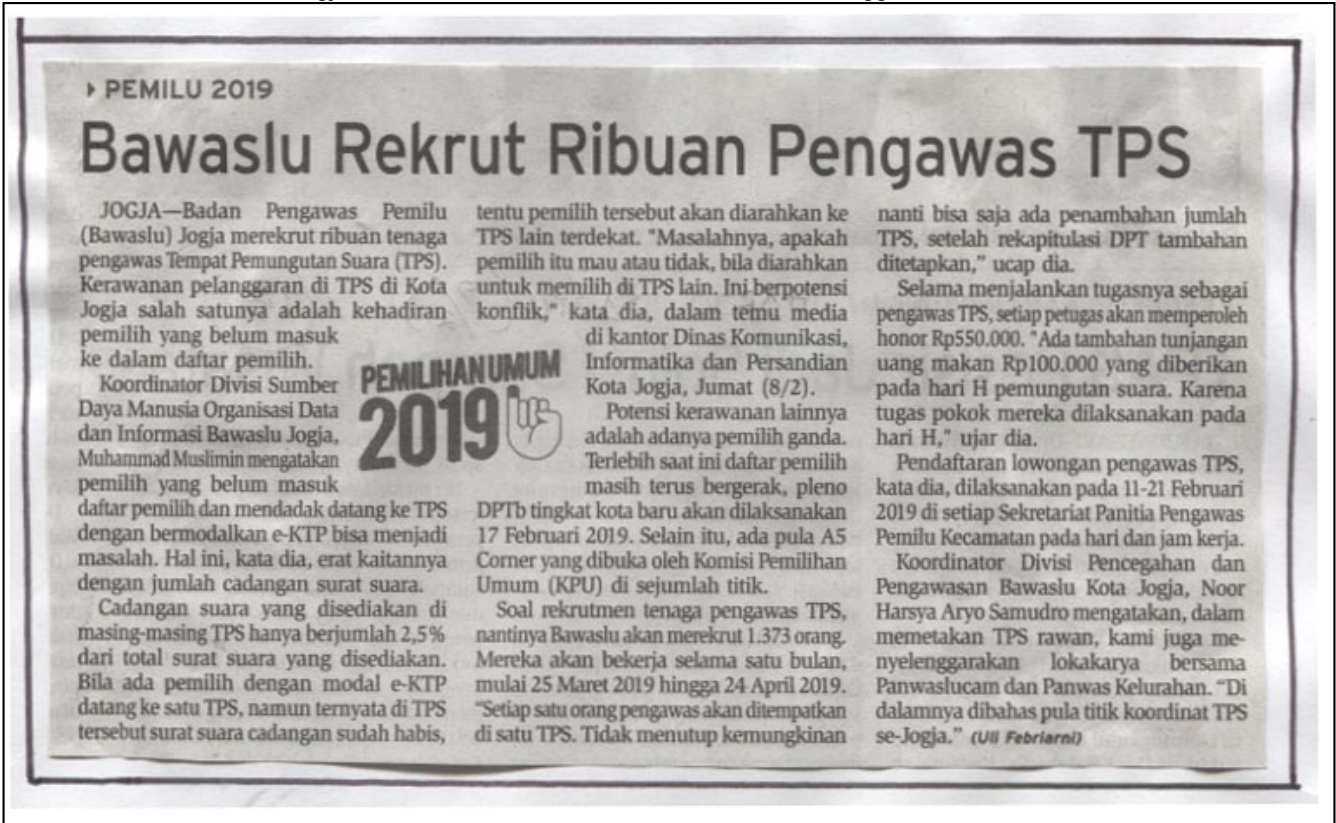 PEMILU 2019
Bawaslu Rekrut Ribuan Pengawas TPS
JOGJA—Badan Pengawas Pemilu
(Bawaslu) Jogja merekrut ribuan tenaga
pengawas Tempat Pemungutan Suara (TPS).
Kerawanan pelanggaran di TPS di Kota
Jogja salah satunya adalah kehadiran
pemilih yang belum masuk
ke dalam daftar pemilih.
Koordinator Divisi Sumber
Daya Manusia Organisasi Data
dan Informasi Bawaslu Jogja,
Muhammad Muslimin mengatakan
pemilih yang belum masuk
daftar pemilih dan mendadak datang ke TPS
dengan bermodalkan e-KTP bisa menjadi
masalah. Hal ini, kata dia, erat kaitannya
dengan jumlah cadangan surat suara.
Cadangan suara yang disediakan di
masing-masing TPS hanya berjumlah 2,5%
dari total surat suara yang disediakan.
Bila ada pemilih dengan modal e-KTP
datang ke satu TPS, namun ternyata di TPS
tersebut surat suara cadangan sudah habis,
PEMILIHAN UMUM
2019
tentu pemilih tersebut akan diarahkan ke
TPS lain terdekat. "Masalahnya, apakah
pemilih itu mau atau tidak, bila diarahkan
untuk memilih di TPS lain. Ini berpotensi
konflik," kata dia, dalam temu media
di kantor Dinas Komunikasi,
Informatika dan Persandian
Kota Jogja, Jumat (8/2).
Potensi kerawanan lainnya
adalah adanya pemilih ganda.
Terlebih saat ini daftar pemilih
masih terus bergerak, pleno
DPTb tingkat kota baru akan dilaksanakan
17 Februari 2019. Selain itu, ada pula A5
Corner yang dibuka oleh Komisi Pemilihan
Umum (KPU) di sejumlah titik.
Soal rekrutmen tenaga pengawas TPS,
nantinya Bawaslu akan merekrut 1.373 orang.
Mereka akan bekerja selama satu bulan,
mulai 25 Maret 2019 hingga 24 April 2019.
"Setiap satu orang pengawas akan ditempatkan
di satu TPS. Tidak menutup kemungkinan
nanti bisa saja ada penambahan jumlah
TPS, setelah rekapitulasi DPT tambahan
ditetapkan," ucap dia.
Selama menjalankan tugasnya sebagai
pengawas TPS, setiap petugas akan memperoleh
honor Rp550.000. "Ada tambahan tunjangan
uang makan Rp100.000 yang diberikan
pada hari H pemungutan suara. Karena
tugas pokok mereka dilaksanakan pada
hari H," ujar dia.
Pendaftaran lowongan pengawas TPS,
kata dia, dilaksanakan pada 11-21 Februari
2019 di setiap Sekretariat Panitia Pengawas
Pemilu Kecamatan pada hari dan jam kerja.
Koordinator Divisi Pencegahan dan
Pengawasan Bawaslu Kota Jogja, Noor
Harsya Aryo Samudro mengatakan, dalam
memetakan TPS rawan, kami juga me-
nyelenggarakan lokakarya bersama
Panwaslucam dan Panwas Kelurahan. "Di
dalamnya dibahas pula titik koordinat TPS
se-Jogja." (Uli Febriarni)